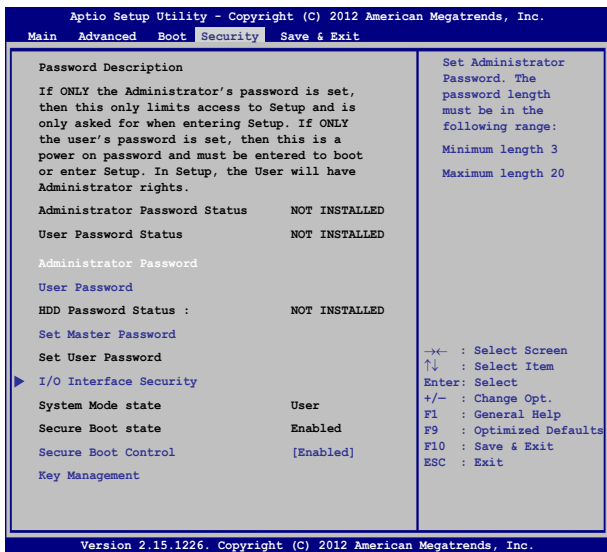 Aptio Setup Utility - Copyright (C) 2012 American Megatrends, Inc.
Main Advanced Boot Security Save & Exit
Password Description
If ONLY the Administrator's password is set,
then this only limits access to Setup and is
only asked for when entering Setup. If ONLY
the user's password is set, then this is a
power on password and must be entered to boot
or enter Setup. In Setup, the User will have
Administrator rights.
Administrator Password Status NOT INSTALLED
User Password Status NOT INSTALLED
Administrator Password
User Password
HDD Password Status : NOT INSTALLED
Set Master Password
Set User Password
I/O Interface Security
System Mode state User
Secure Boot state Enabled
Secure Boot Control [Enabled]
Key Management
Set Administrator
Password. The
password length
must be in the
following range:
Minimum length 3
Maximum length 20
→← : Select Screen
↑↓ : Select Item
Enter: Select
+/— : Change Opt.
F1 : General Help
F9 : Optimized Defaults
F10 : Save & Exit
ESC : Exit
Version 2.15.1226. Copyright (C) 2012 American Megatrends, Inc.